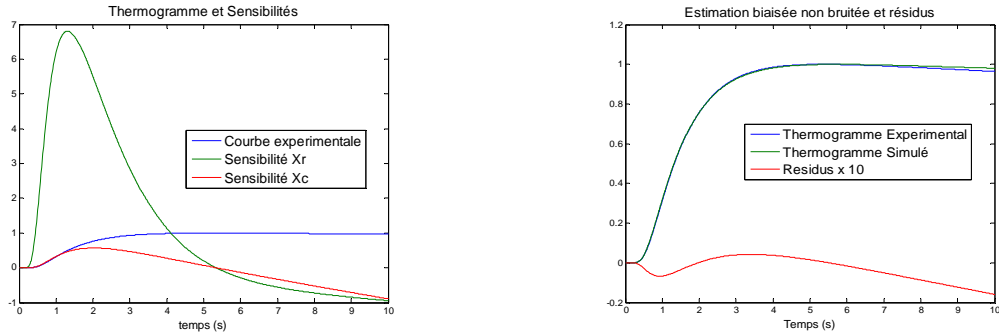 Thermogramme et Sensibilités
7
6
5
4
3
2
1
0
-1
Courbe experimentale
Sensibilité Xr
Sensibilité Xc
0 1 2 3 4 5 6 7 8 9 10
temps (s)
Estimation biaisée non bruitée et résidus
1.2
1
0.8
0.6
0.4
0.2
0
-0.2
Thermogramme Experimental
Thermogramme Simulé
Residus x 10
0 1 2 3 4 5 6 7 8 9 10
Temps (s)